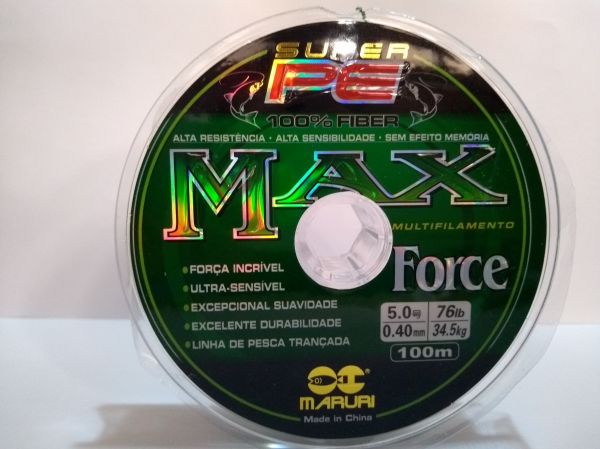 SUPER
PE
100% FIBER
ALTA RESISTÊNCIA • ALTA SENSIBILIDADE • SEM EFEITO MEMÓRIA
MAX
MULTIFILAMENTO
Force
• FORÇA INCRÍVEL
• ULTRA-SENSÍVEL
• EXCEPCIONAL SUAVIDADE
• EXCELENTE DURABILIDADE
• LINHA DE PESCA TRANÇADA
5.0 76lb
0.40mm 34.5kg
100m
MARURI®
Made in China